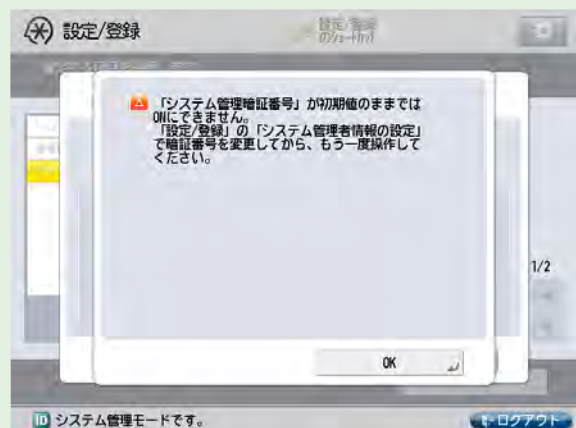 設定/登録
設定/登録
のショートカット
「システム管理暗証番号」が初期値のままでは
ONにできません。
「設定/登録」の「システム管理者情報の設定」
で暗証番号を変更してから、もう一度操作して
ください。
1/2
OK
ID システム管理モードです。
ログアウト